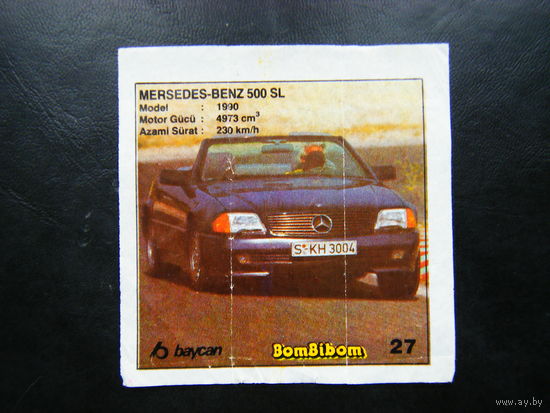 MERSEDES-BENZ 500 SL
Model : 1990
Motor Gücü : 4973 cm³
Azami Sürat : 230 km/h
S KH 3004
baycan BomBibom 27
www.ay.by